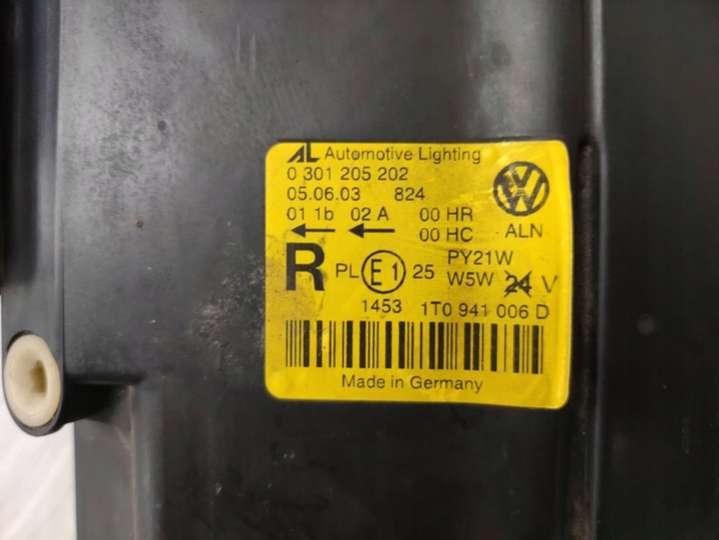 AL Automotive Lighting
0 301 205 202
05.06.03 824
01 1b 02 A 00 HR
00 HC ALN
R PL E1 25 PY21W
W5W 24 V
1453 1T0 941 006 D
Made in Germany